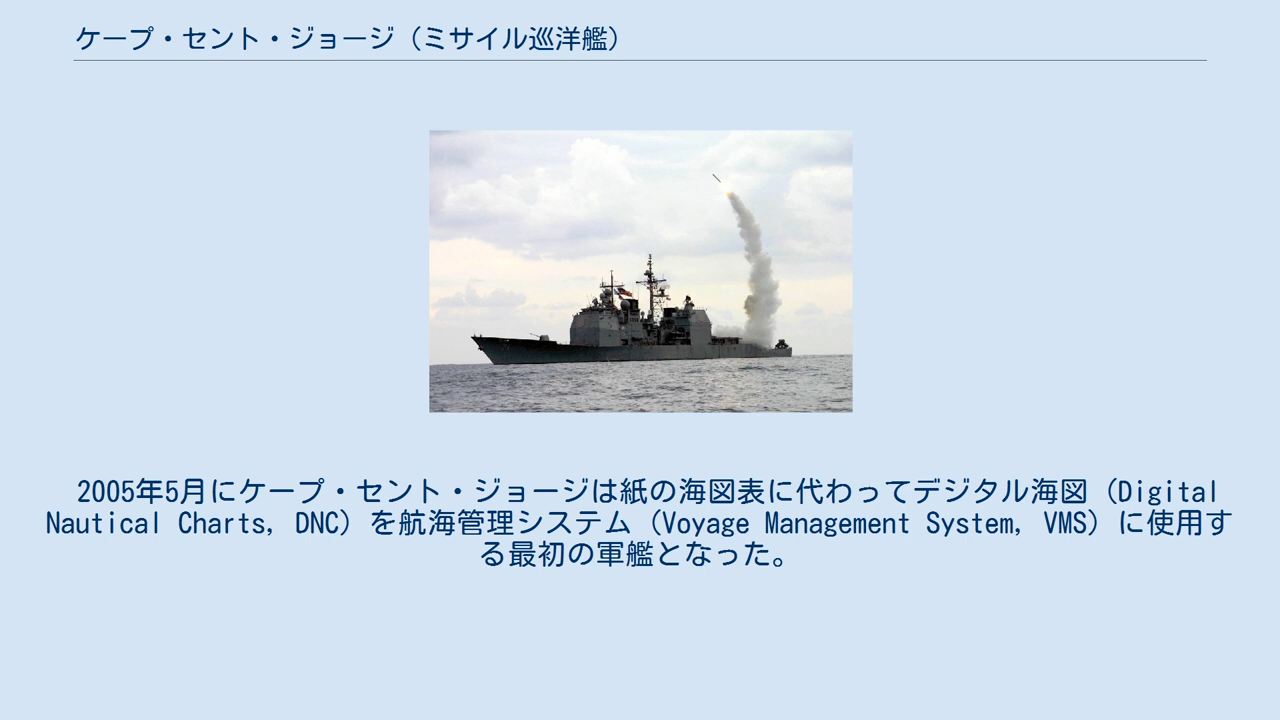 ケープ・セント・ジョージ（ミサイル巡洋艦）
2005年5月にケープ・セント・ジョージは紙の海図表に代わってデジタル海図（Digital
Nautical Charts, DNC）を航海管理システム（Voyage Management System, VMS）に使用す
る最初の軍艦となった。